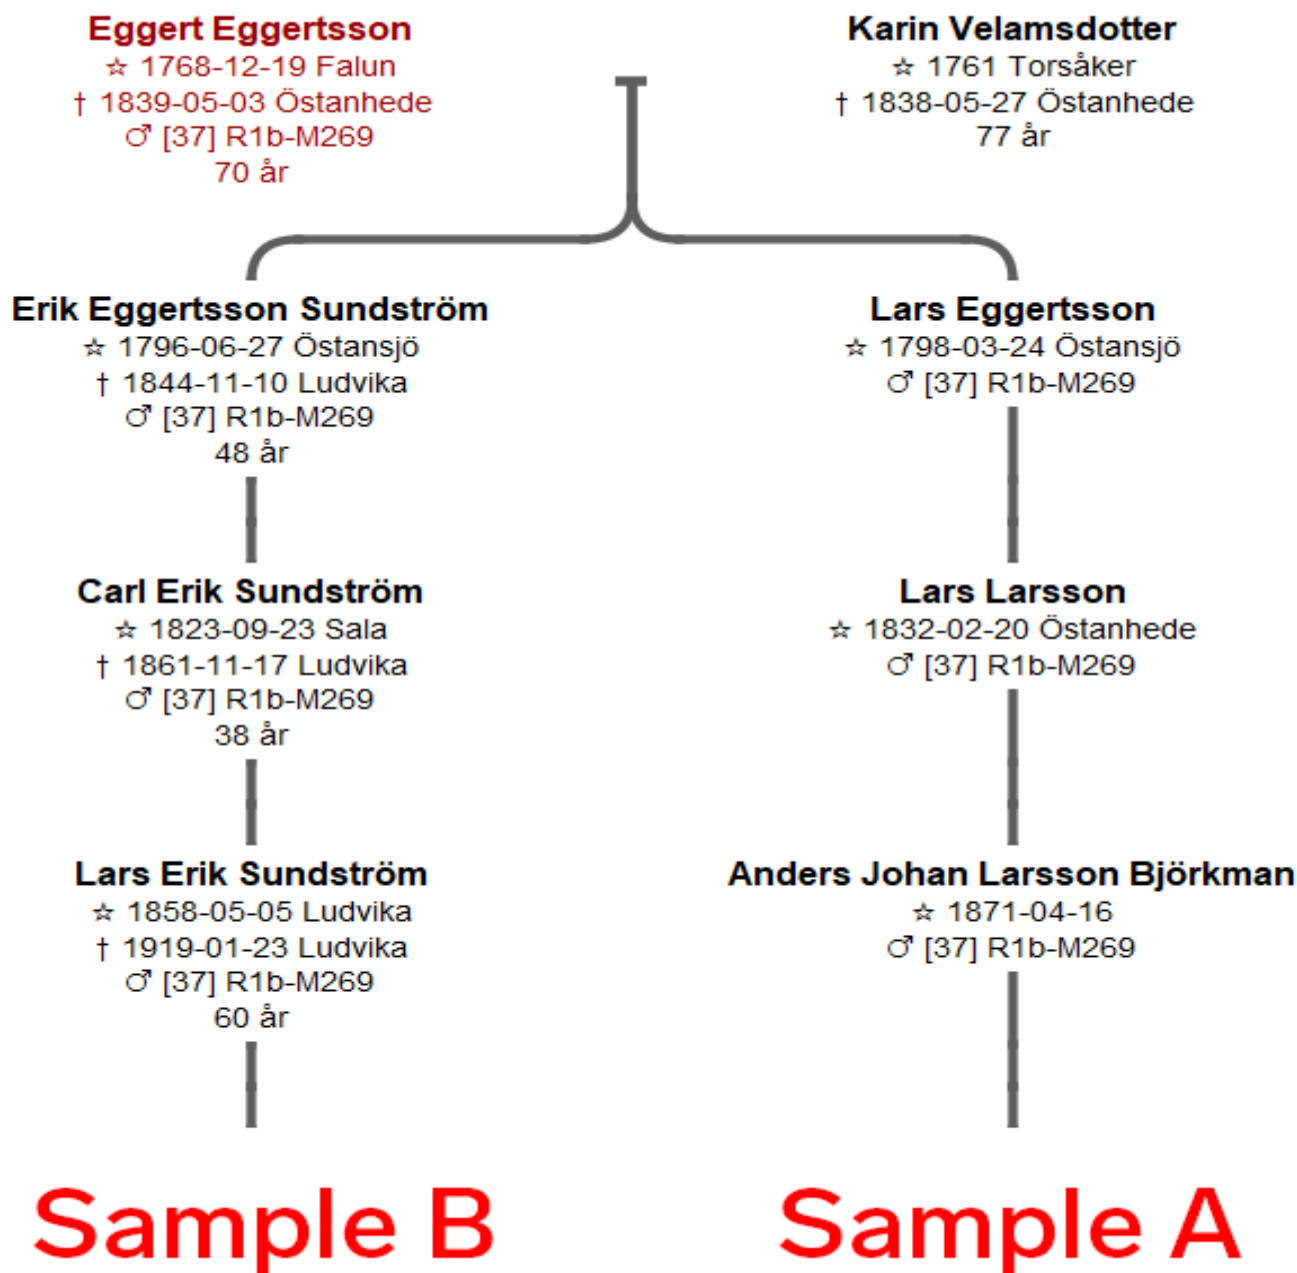 Eggert Eggertsson
☆ 1768-12-19 Falun
† 1839-05-03 Östanhede
♂ [37] R1b-M269
70 år
Karin Velamsdotter
☆ 1761 Torsåker
† 1838-05-27 Östanhede
77 år
Erik Eggertsson Sundström
☆ 1796-06-27 Östansjö
† 1844-11-10 Ludvika
♂ [37] R1b-M269
48 år
Lars Eggertsson
☆ 1798-03-24 Östansjö
♂ [37] R1b-M269
Carl Erik Sundström
☆ 1823-09-23 Sala
† 1861-11-17 Ludvika
♂ [37] R1b-M269
38 år
Lars Larsson
☆ 1832-02-20 Östanhede
♂ [37] R1b-M269
Lars Erik Sundström
☆ 1858-05-05 Ludvika
† 1919-01-23 Ludvika
♂ [37] R1b-M269
60 år
Anders Johan Larsson Björkman
☆ 1871-04-16
♂ [37] R1b-M269
Sample B
Sample A